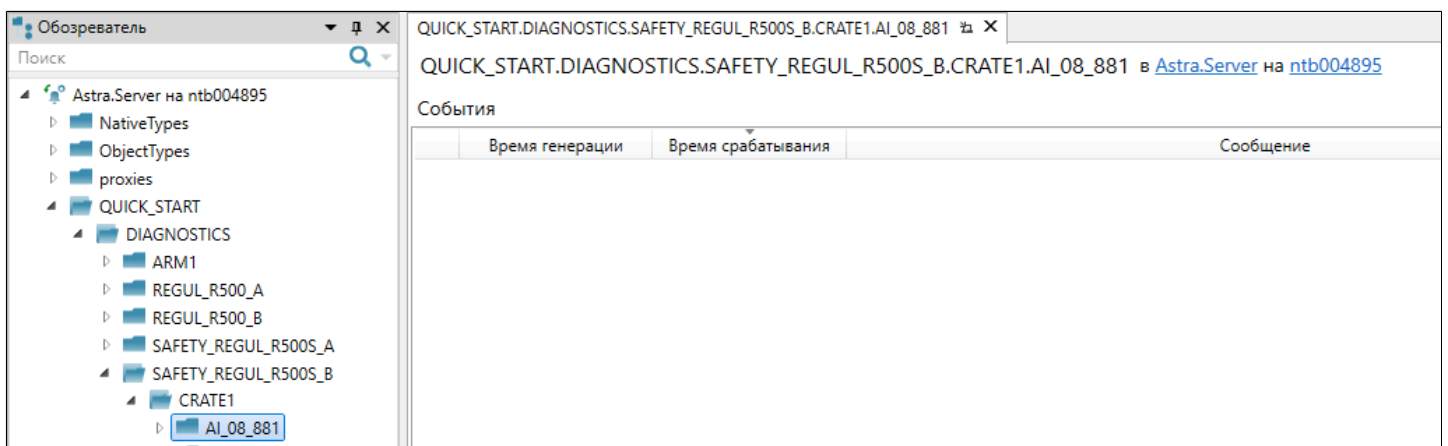 Обозреватель
Поиск
Astra.Server на ntb004895
NativeTypes
ObjectTypes
proxies
QUICK_START
DIAGNOSTICS
ARM1
REGUL_R500_A
REGUL_R500_B
SAFETY_REGUL_R500S_A
SAFETY_REGUL_R500S_B
CRATE1
AI_08_881
QUICK_START.DIAGNOSTICS.SAFETY_REGUL_R500S_B.CRATE1.AI_08_881
QUICK_START.DIAGNOSTICS.SAFETY_REGUL_R500S_B.CRATE1.AI_08_881 в Astra.Server на ntb004895
События
Время генерации Время срабатывания Сообщение